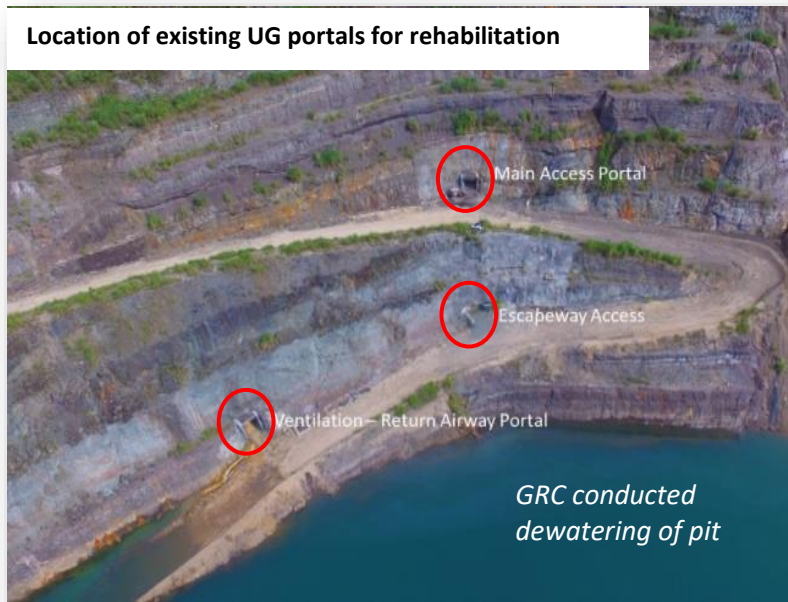 Location of existing UG portals for rehabilitation
Main Access Portal
Escapeway Access
Ventilation – Return Airway Portal
GRC conducted
dewatering of pit